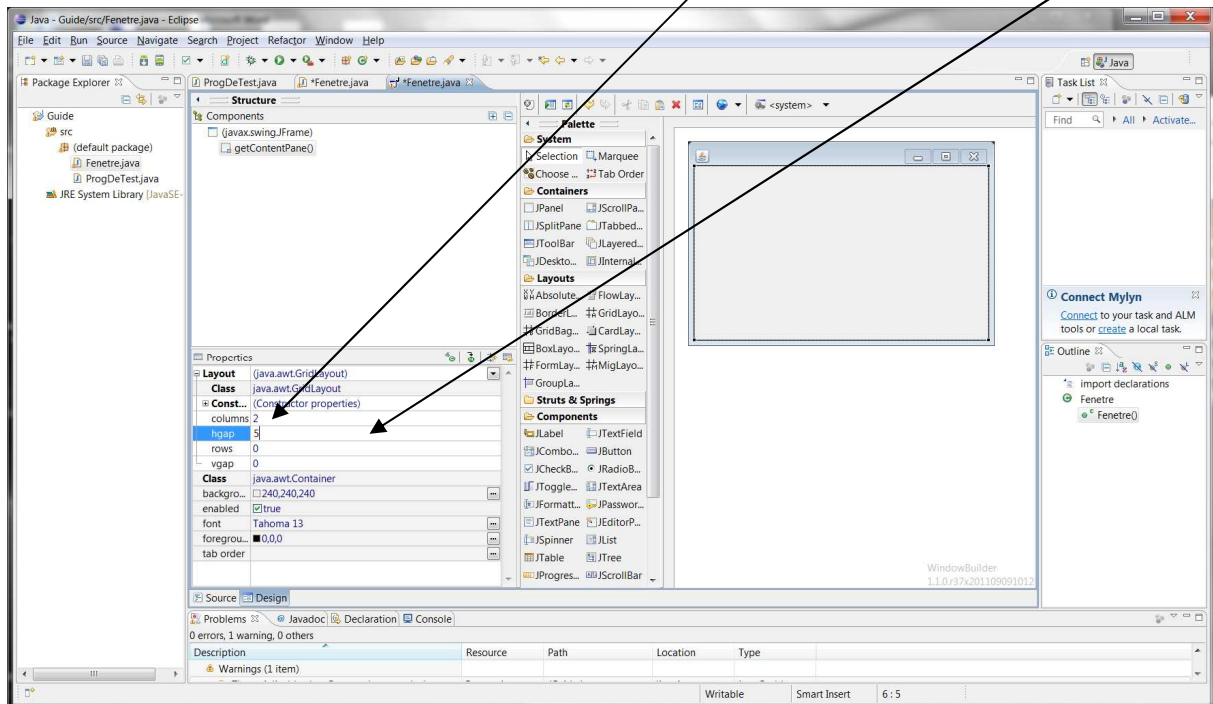 Java - Guide/src/Fenetre.java - Eclipse
File Edit Run Source Navigate Search Project Refactor Window Help
Java
Package Explorer
Guide
src
(default package)
Fenetre.java
ProgDeTest.java
JRE System Library [JavaSE-
ProgDeTest.java *Fenetre.java *Fenetre.java
Structure
Components
(javax.swing.JFrame)
getContentPane()
Properties
Layout (java.awt.GridLayout)
Class java.awt.GridLayout
Const... (Constructor properties)
columns 2
hgap 5
rows 0
vgap 0
Class java.awt.Container
backgro... 240,240,240
enabled true
font Tahoma 13
foregrou... 0,0,0
tab order
Source Design
<system>
Palette
System
Selection Marquee
Choose ... Tab Order
Containers
JPanel JScrollPa...
JSplitPane JTabbed...
JToolBar JLayered...
JDeskto... JInternal...
Layouts
Absolute... FlowLay...
BorderL... GridLayo...
GridBag... CardLay...
BoxLayo... SpringLa...
FormLay... MigLayo...
GroupLa...
Struts & Springs
Components
JLabel JTextField
JCombo... JButton
JCheckB... JRadioB...
JToggle... JTextArea
JFormatt... JPasswor...
JTextPane JEditorP...
JSpinner JList
JTable JTree
JProgres... JScrollBar
WindowBuilder
1.1.0.r37x201109091012
Task List
Find All Activate...
Connect Mylyn
Connect to your task and ALM
tools or create a local task.
Outline
import declarations
Fenetre
Fenetre()
Problems Javadoc Declaration Console
0 errors, 1 warning, 0 others
Description Resource Path Location Type
Warnings (1 item)
Writable Smart Insert 6 : 5